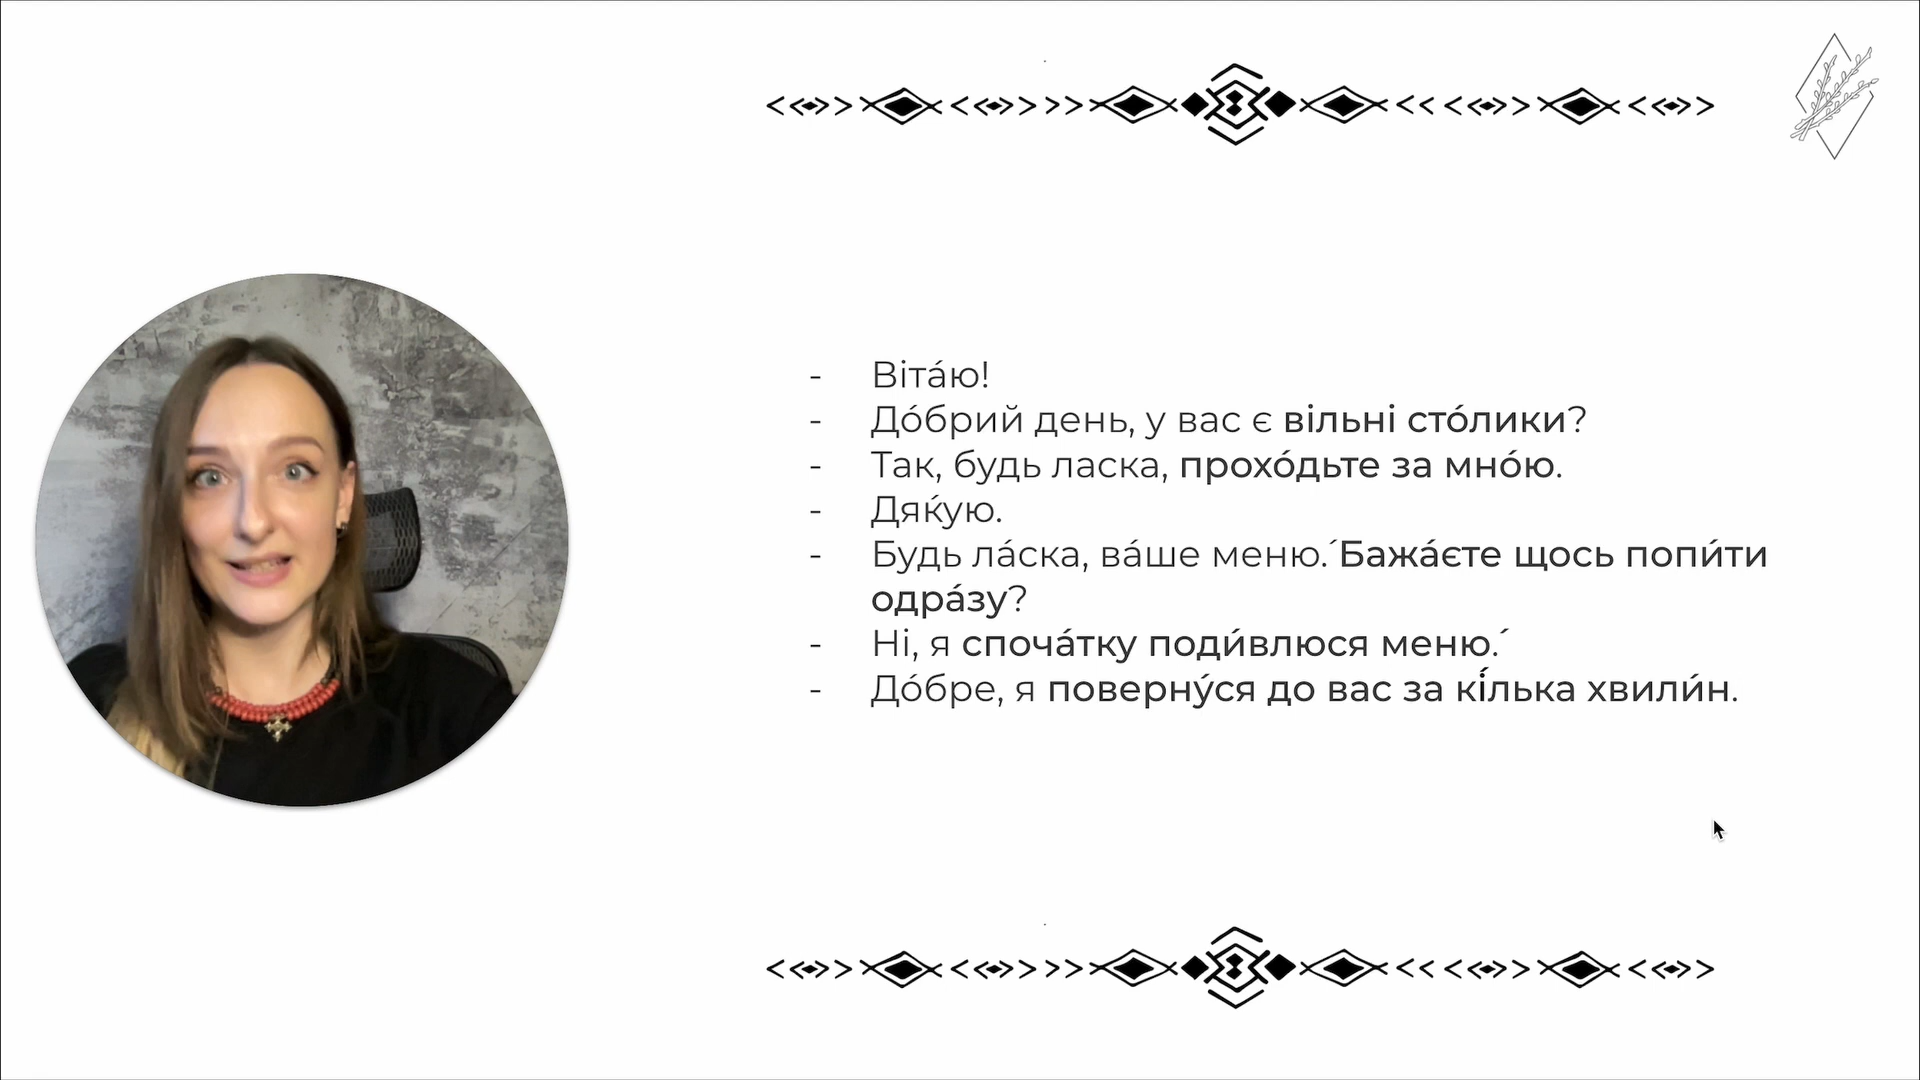 - Віта́ю!
- До́брий день, у вас є вільні сто́лики?
- Так, будь ласка, прохо́дьте за мно́ю.
- Дяќую.
- Будь ла́ска, ва́ше меню.́ Бажа́єте щось попи́ти
одра́зу?
- Ні, я споча́тку поди́влюся меню.́
- До́бре, я поверну́ся до вас за кі́лька хвили́н.